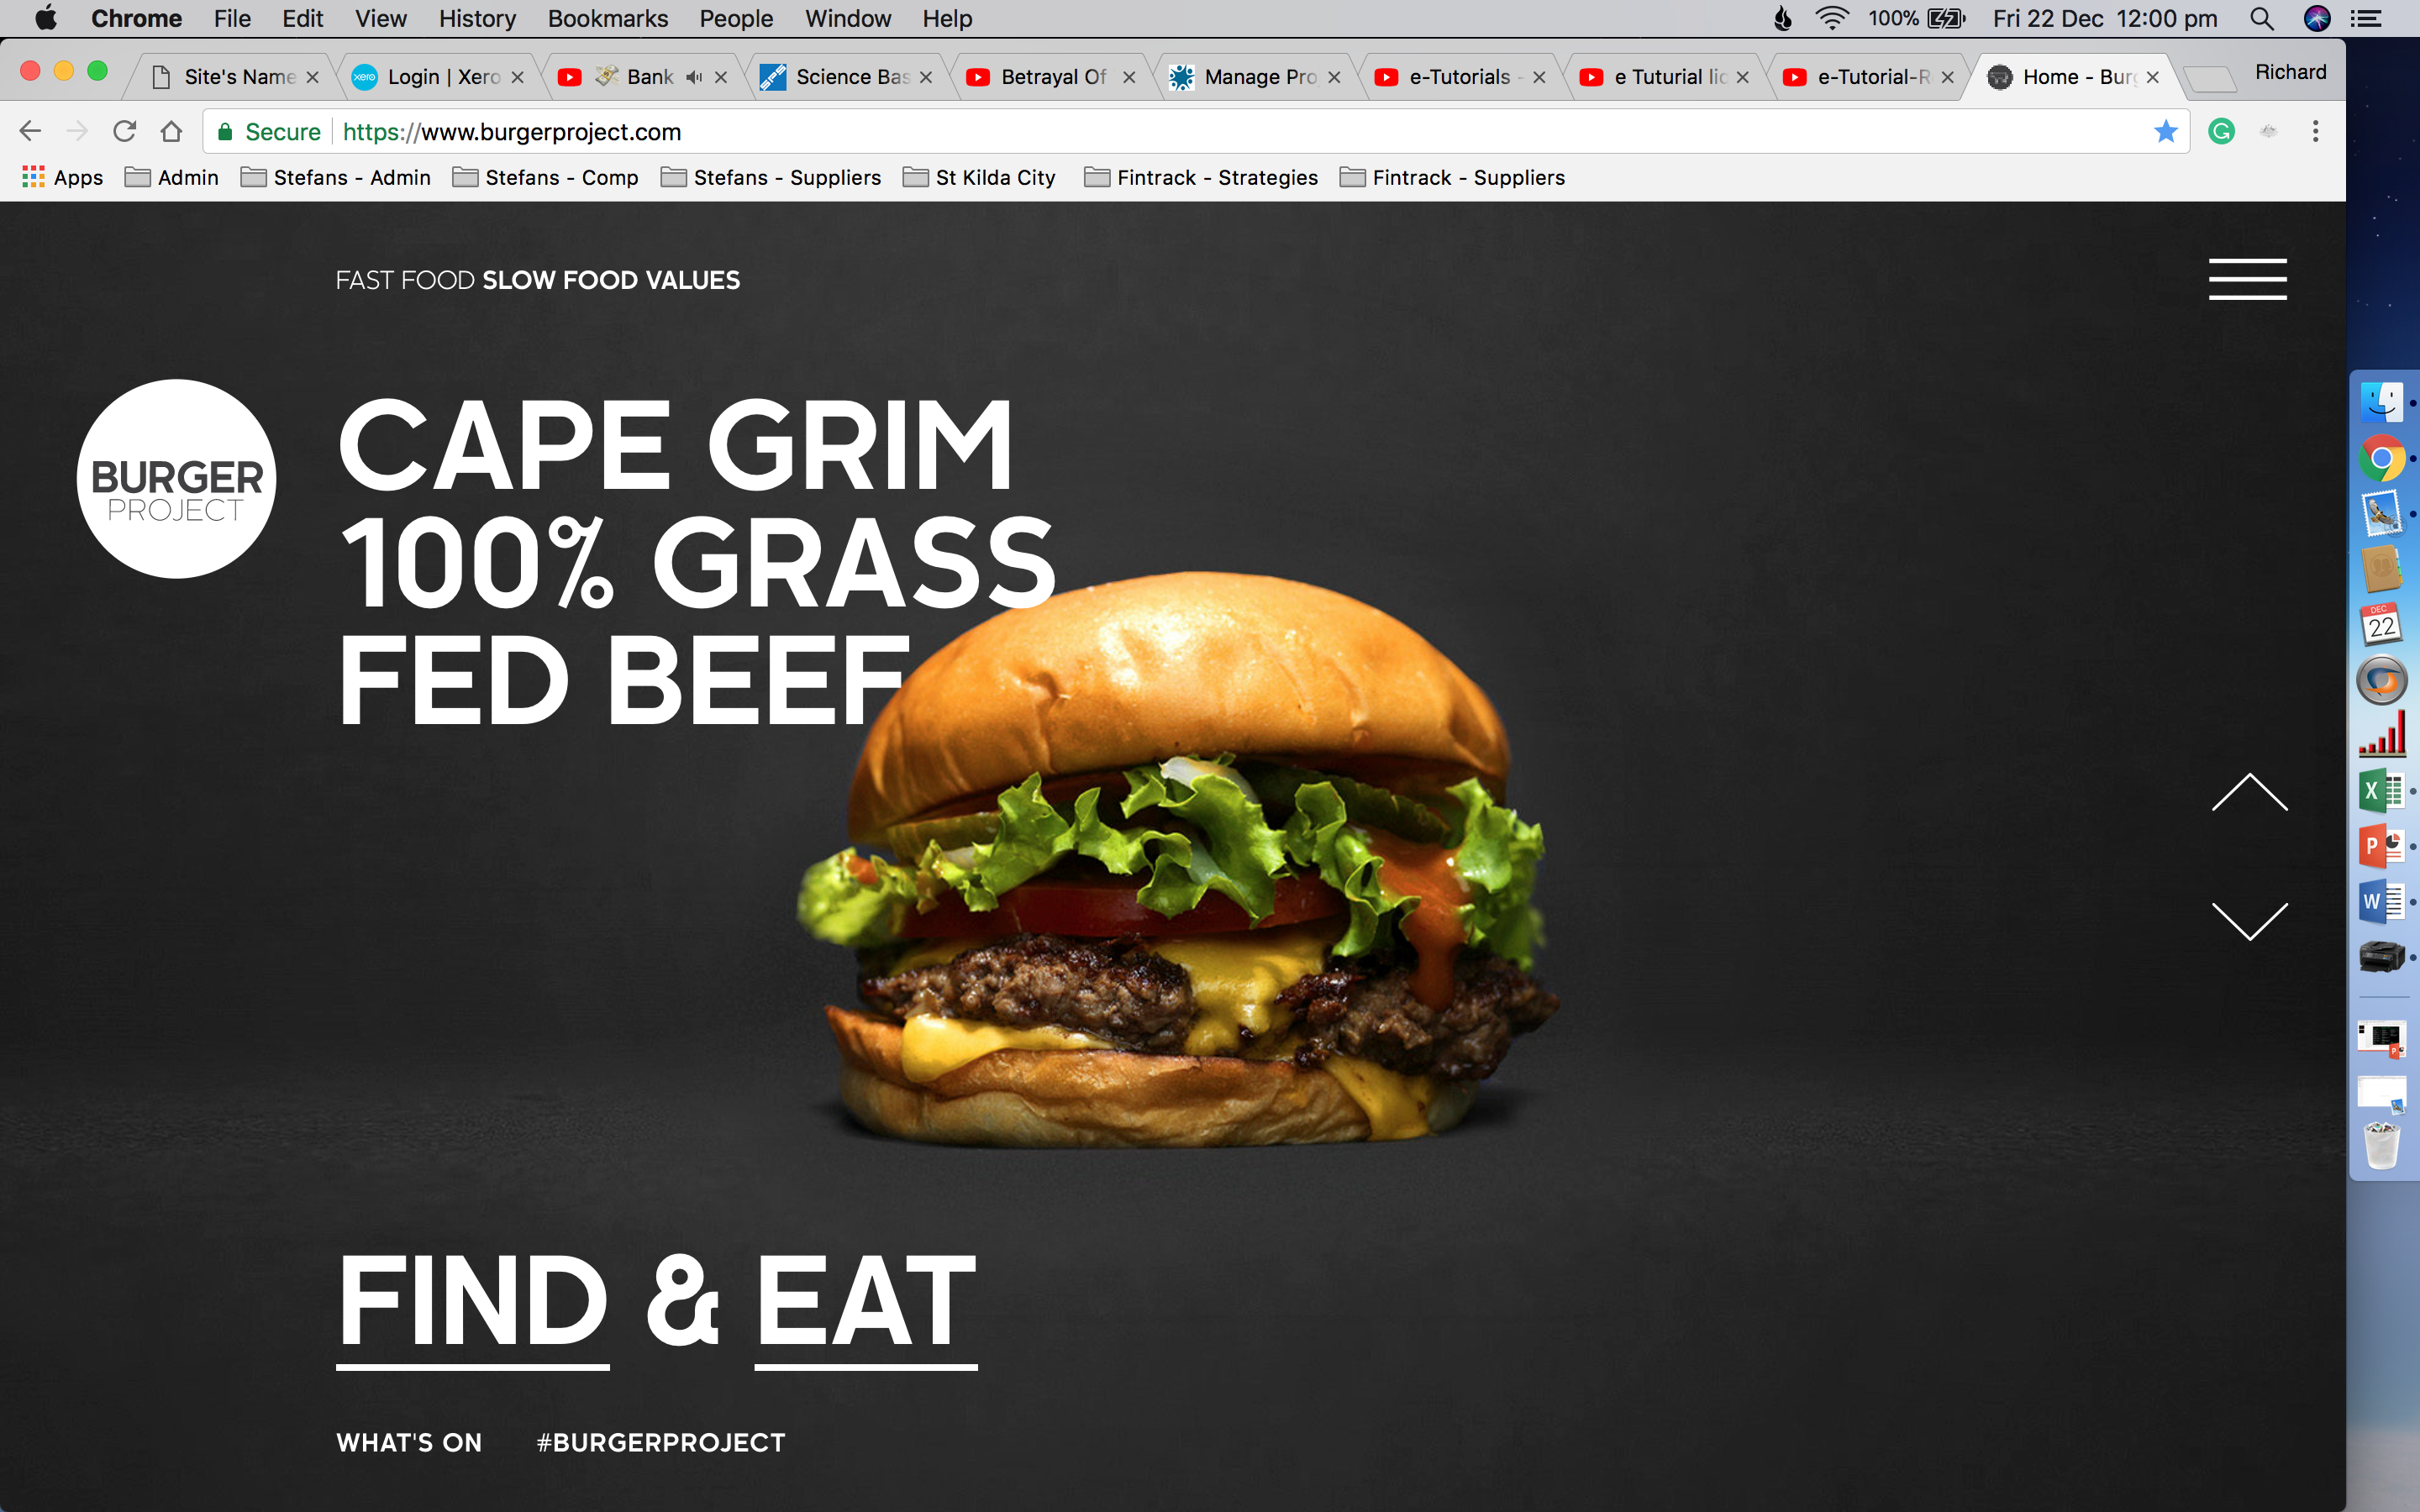 Chrome File Edit View History Bookmarks People Window Help 100% Fri 22 Dec 12:00 pm
Site's Name Login | Xero Bank Science Bas Betrayal Of Manage Pro e-Tutorials - e Tuturial lic e-Tutorial-R Home - Burg Richard
Secure https://www.burgerproject.com
Apps Admin Stefans - Admin Stefans - Comp Stefans - Suppliers St Kilda City Fintrack - Strategies Fintrack - Suppliers
FAST FOOD SLOW FOOD VALUES
BURGER
PROJECT
CAPE GRIM
100% GRASS
FED BEEF
DEC
22
FIND & EAT
WHAT'S ON #BURGERPROJECT